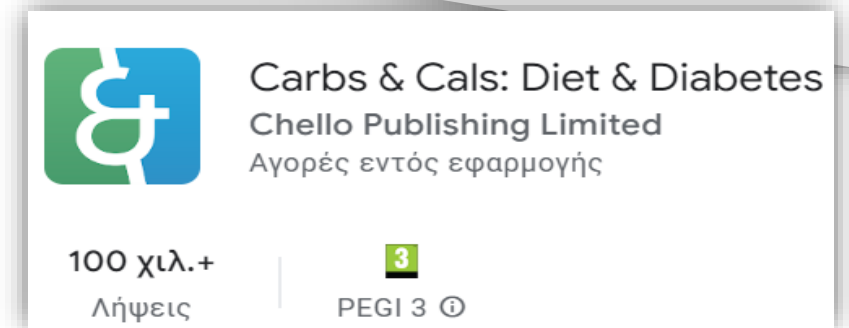 &
Carbs & Cals: Diet & Diabetes
Chello Publishing Limited
Αγορές εντός εφαρμογής
100 χιλ.+
3
Λήψεις
PEGI 3